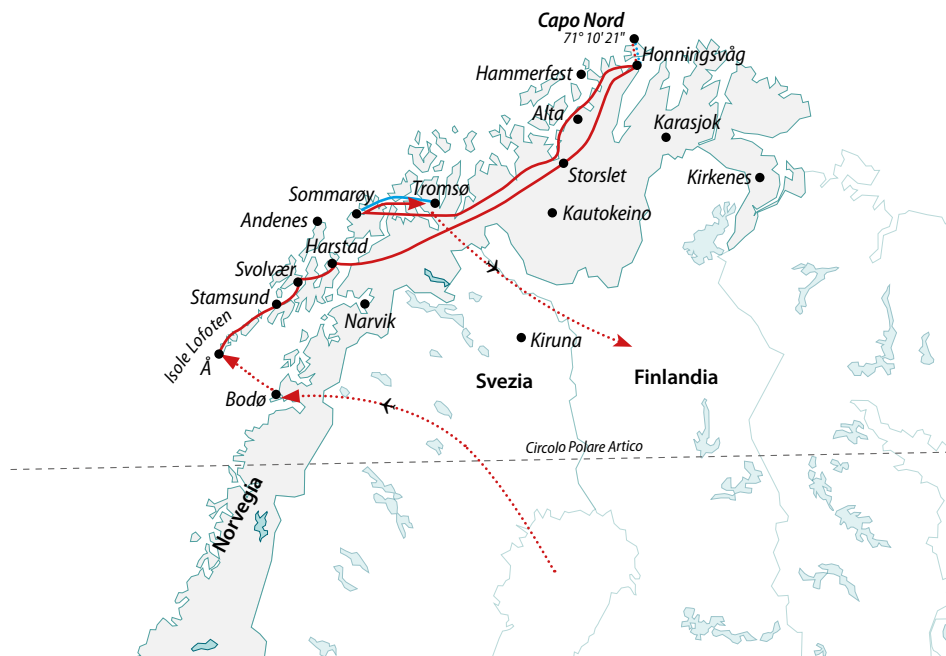 Capo Nord
71° 10' 21"
Honningsvåg
Hammerfest
Alta
Karasjok
Storslet
Kirkenes
Tromsø
Sommarøy
Kautokeino
Andenes
Harstad
Svolvær
Stamsund
Narvik
Isole Lofoten
Kiruna
Å
Svezia
Finlandia
Bodø
Circolo Polare Artico
Norvegia